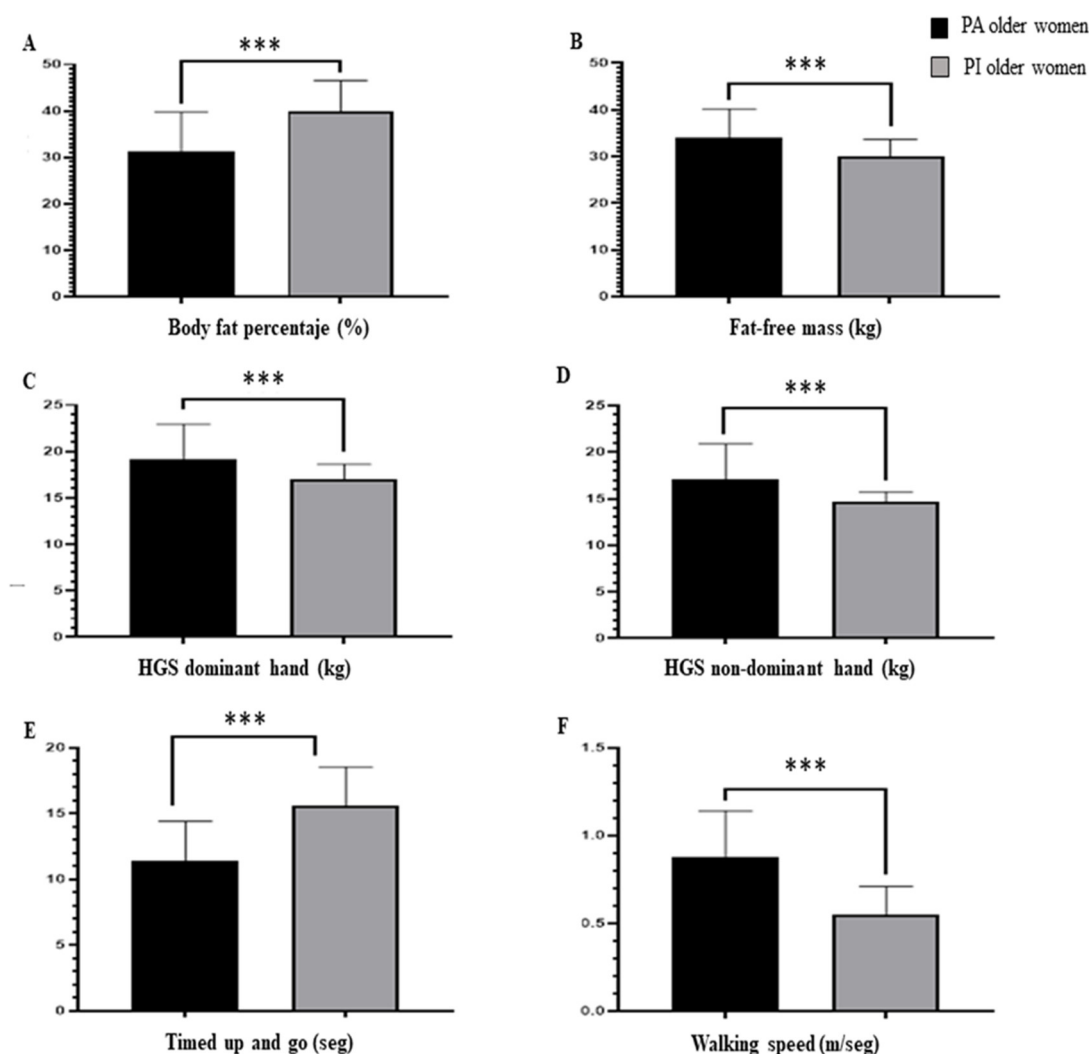 PA older women
PI older women
A
***
50
40
30
20
10
0
Body fat percentaje (%)
B
***
50
40
30
20
10
0
Fat-free mass (kg)
C
***
25
20
15
10
5
0
HGS dominant hand (kg)
D
***
25
20
15
10
5
0
HGS non-dominant hand (kg)
E
***
20
15
10
5
0
Timed up and go (seg)
F
***
1.5
1.0
0.5
0.0
Walking speed (m/seg)